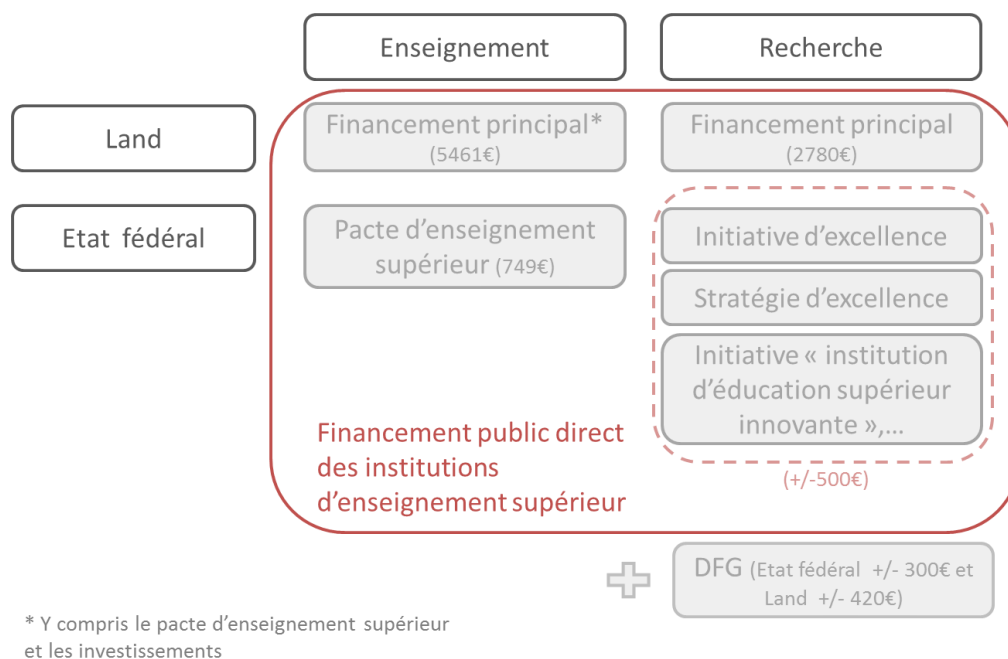 Enseignement
Recherche
Land
Financement principal*
(5461€)
Financement principal
(2780€)
Etat fédéral
Pacte d'enseignement
supérieur (749€)
Initiative d'excellence
Stratégie d'excellence
Initiative « institution
d'éducation supérieur
innovante »,...
Financement public direct
des institutions
d'enseignement supérieur
(+/-500€)
DFG (Etat fédéral +/- 300€ et
Land +/- 420€)
* Y compris le pacte d'enseignement supérieur
et les investissements